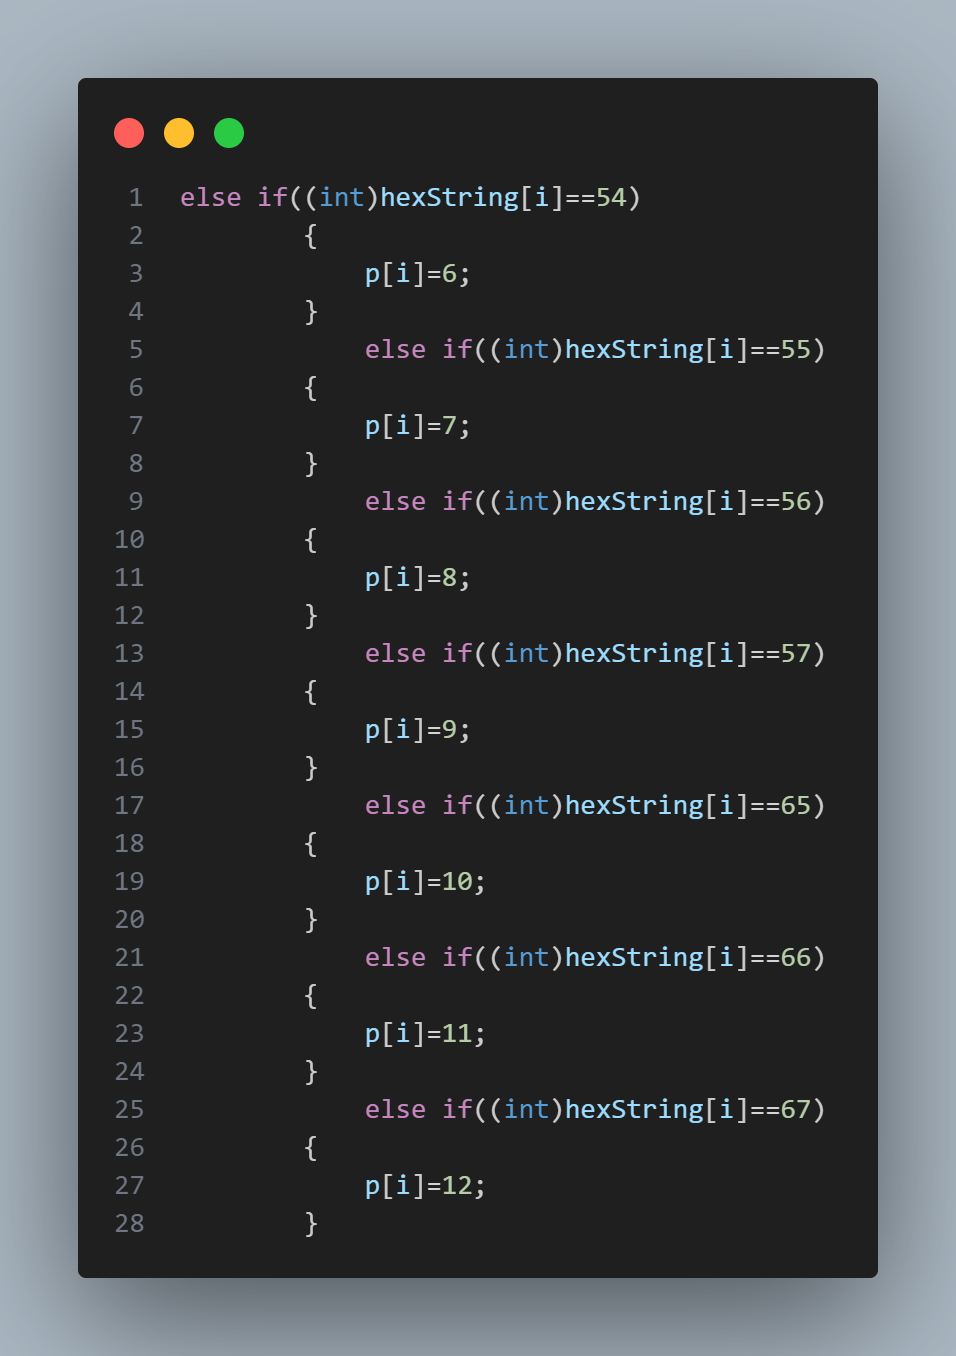 1 else if((int)hexString[i]==54)
2 {
3 p[i]=6;
4 }
5 else if((int)hexString[i]==55)
6 {
7 p[i]=7;
8 }
9 else if((int)hexString[i]==56)
10 {
11 p[i]=8;
12 }
13 else if((int)hexString[i]==57)
14 {
15 p[i]=9;
16 }
17 else if((int)hexString[i]==65)
18 {
19 p[i]=10;
20 }
21 else if((int)hexString[i]==66)
22 {
23 p[i]=11;
24 }
25 else if((int)hexString[i]==67)
26 {
27 p[i]=12;
28 }